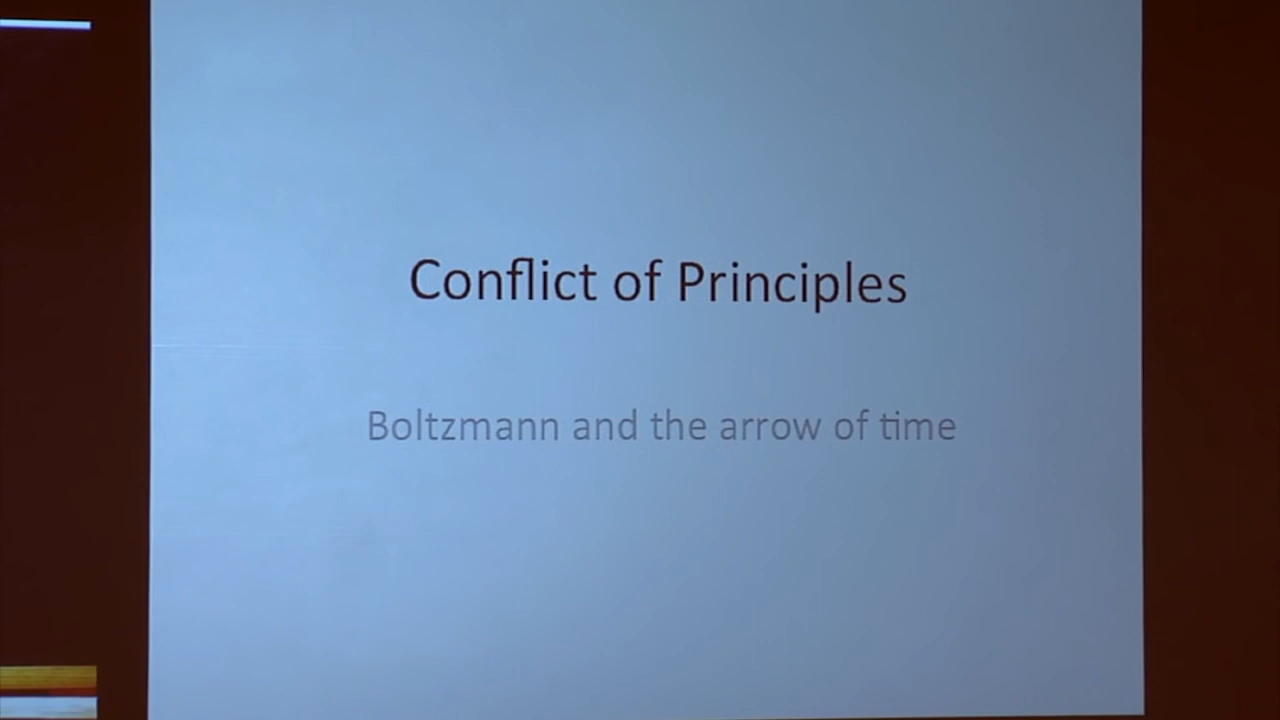 Conflict of Principles
Boltzmann and the arrow of time